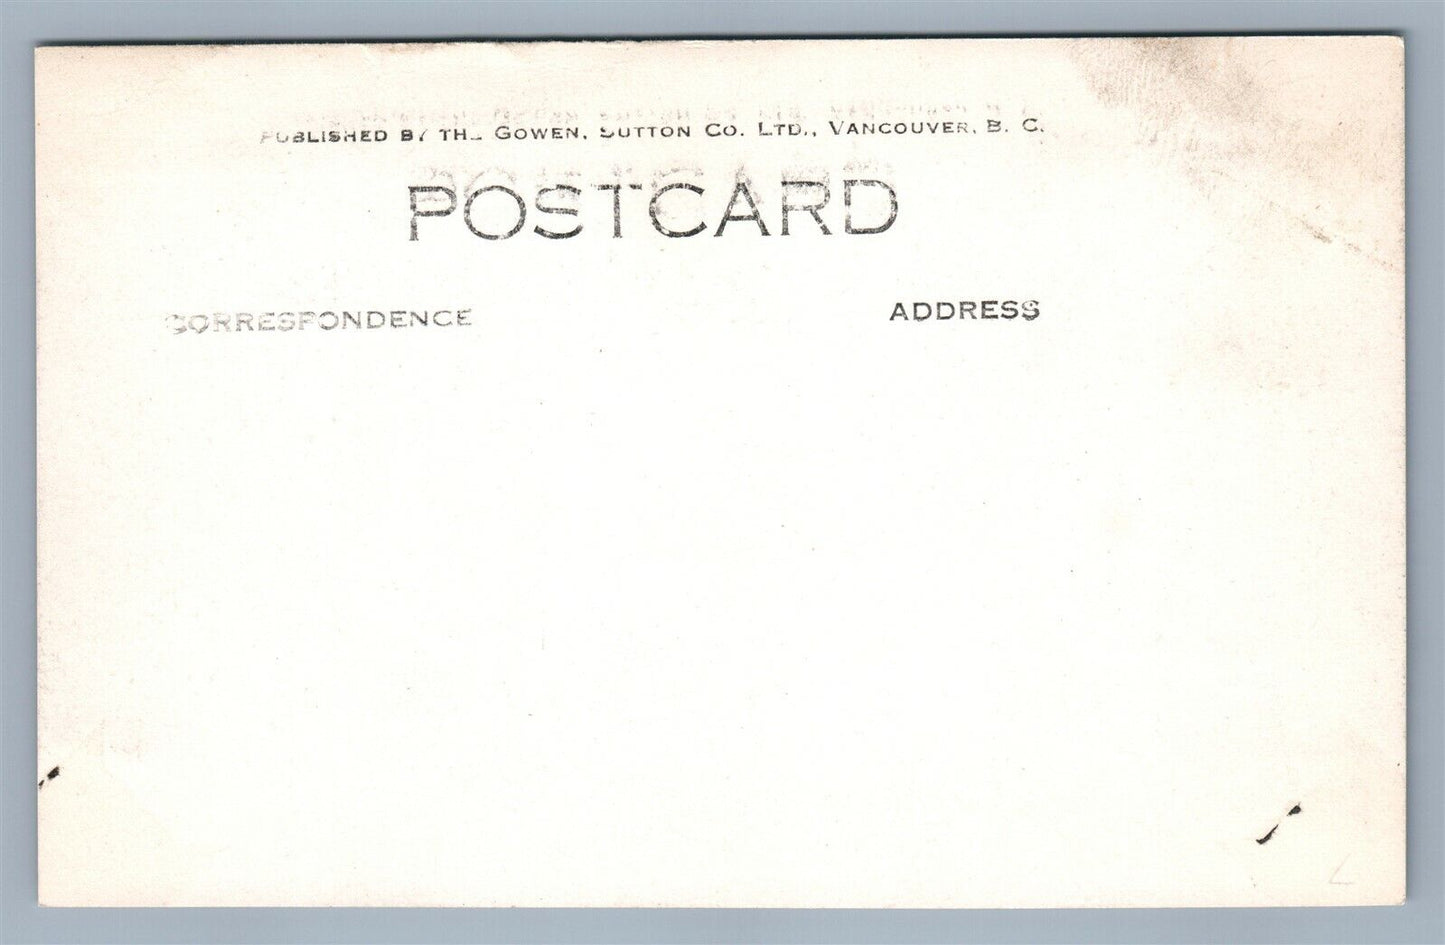 PUBLISHED BY THE GOWEN, SUTTON CO. LTD., VANCOUVER, B. C.
POSTCARD
CORRESPONDENCE
ADDRESS